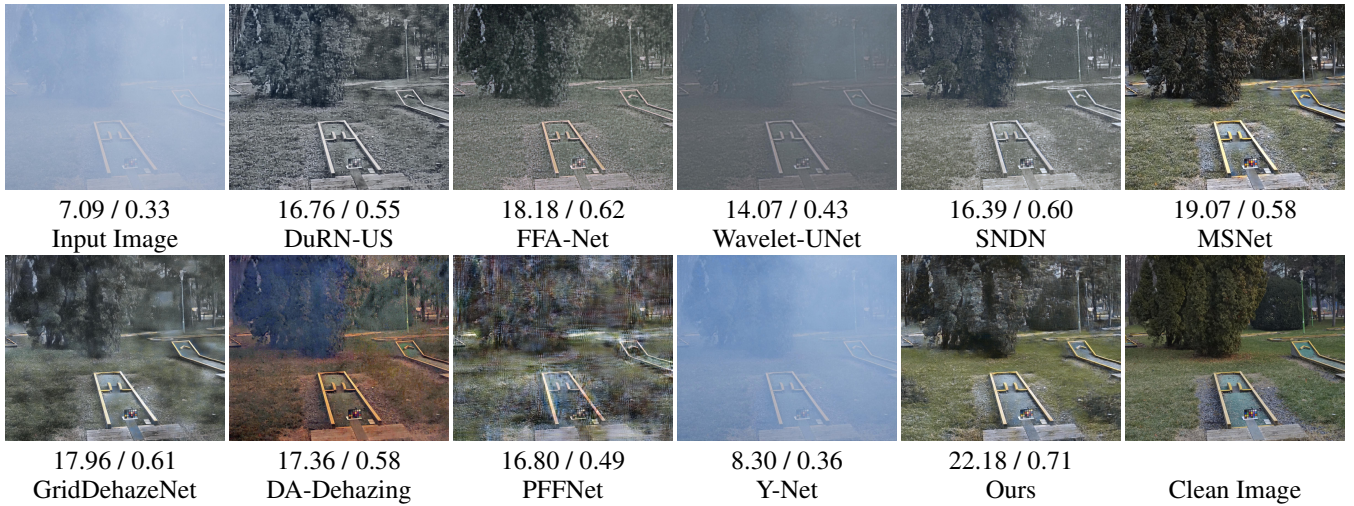 7.09 / 0.33 16.76 / 0.55 18.18 / 0.62 14.07 / 0.43 16.39 / 0.60 19.07 / 0.58
Input Image DuRN-US FFA-Net Wavelet-UNet SNDN MSNet
17.96 / 0.61 17.36 / 0.58 16.80 / 0.49 8.30 / 0.36 22.18 / 0.71
GridDehazeNet DA-Dehazing PFFNet Y-Net Ours Clean Image